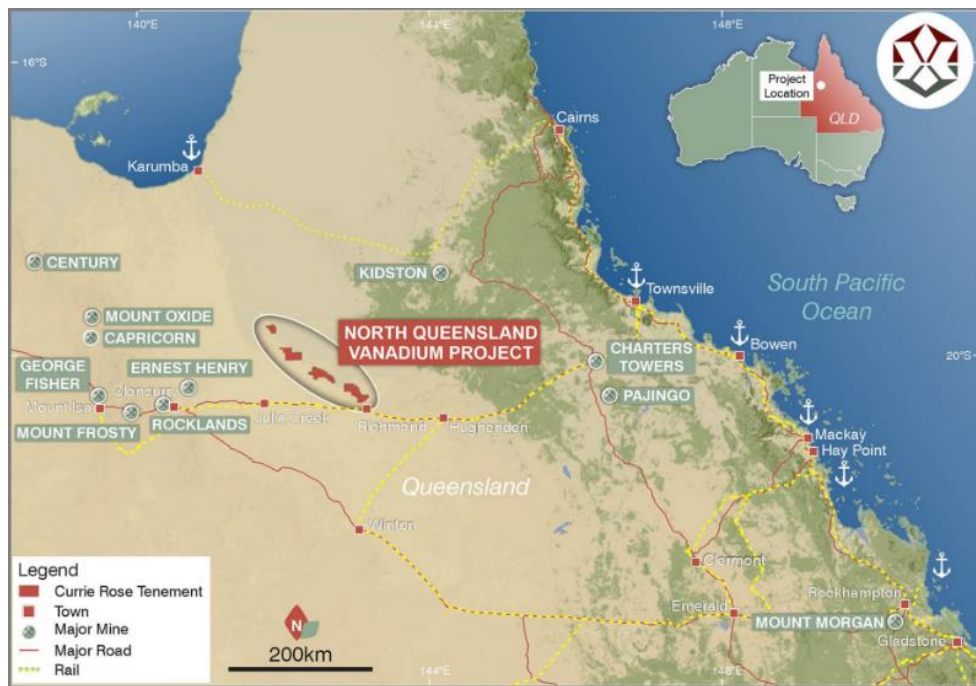 140°E
144°E
148°E
16°S
Project
Location
QLD
Cairns
Karumba
CENTURY
KIDSTON
South Pacific
Ocean
Townsville
MOUNT OXIDE
CAPRICORN
NORTH QUEENSLAND
VANADIUM PROJECT
Bowen
20°S
CHARTERS
TOWERS
GEORGE
FISHER
ERNEST HENRY
Cloncurry
PAJINGO
Mount Isa
Julia Creek
MOUNT FROSTY
ROCKLANDS
Richmond
Hughenden
Mackay
Hay Point
Queensland
Winton
Clermont
Legend
Currie Rose Tenement
Town
Major Mine
Major Road
Rail
N
200km
144°E
148°E
Emerald
Rockhampton
MOUNT MORGAN
Gladstone